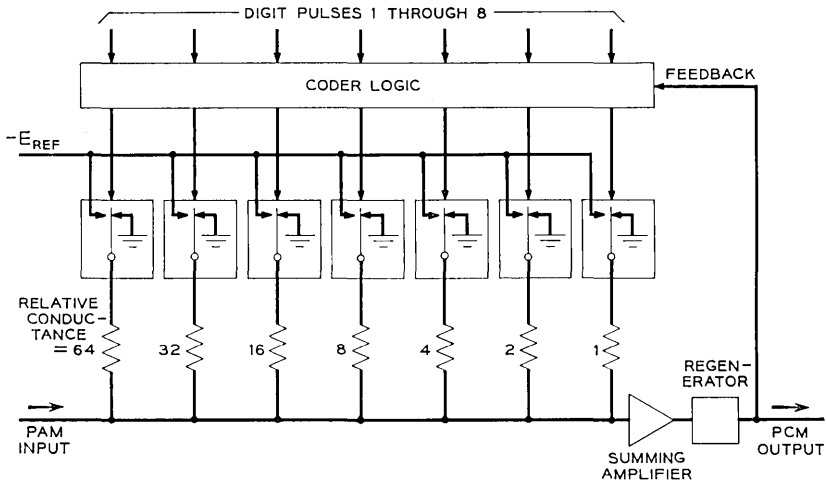 DIGIT PULSES 1 THROUGH 8
CODER LOGIC
FEEDBACK
-EREF
RELATIVE
CONDUC-
TANCE
= 64
32
16
8
4
2
1
REGEN-
ERATOR
PAM
INPUT
SUMMING
AMPLIFIER
PCM
OUTPUT